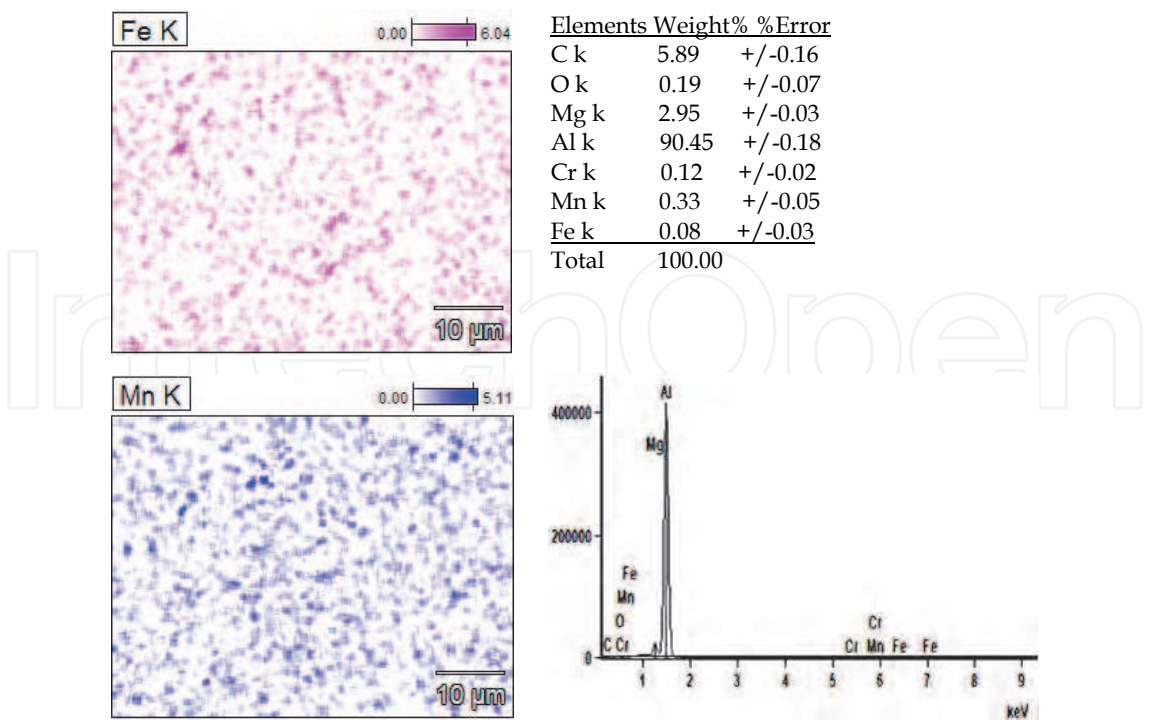 Fe K
0.00 6.04
10 µm
Elements Weight% %Error
C k 5.89 +/-0.16
O k 0.19 +/-0.07
Mg k 2.95 +/-0.03
Al k 90.45 +/-0.18
Cr k 0.12 +/-0.02
Mn k 0.33 +/-0.05
Fe k 0.08 +/-0.03
Total 100.00
InTechOpen
Mn K
0.00 5.11
10 µm
Al
400000
Mg
200000
Fe
Mn
O Cr
C Cr Cr Mn Fe Fe
0
1 2 3 4 5 6 7 8 9
keV